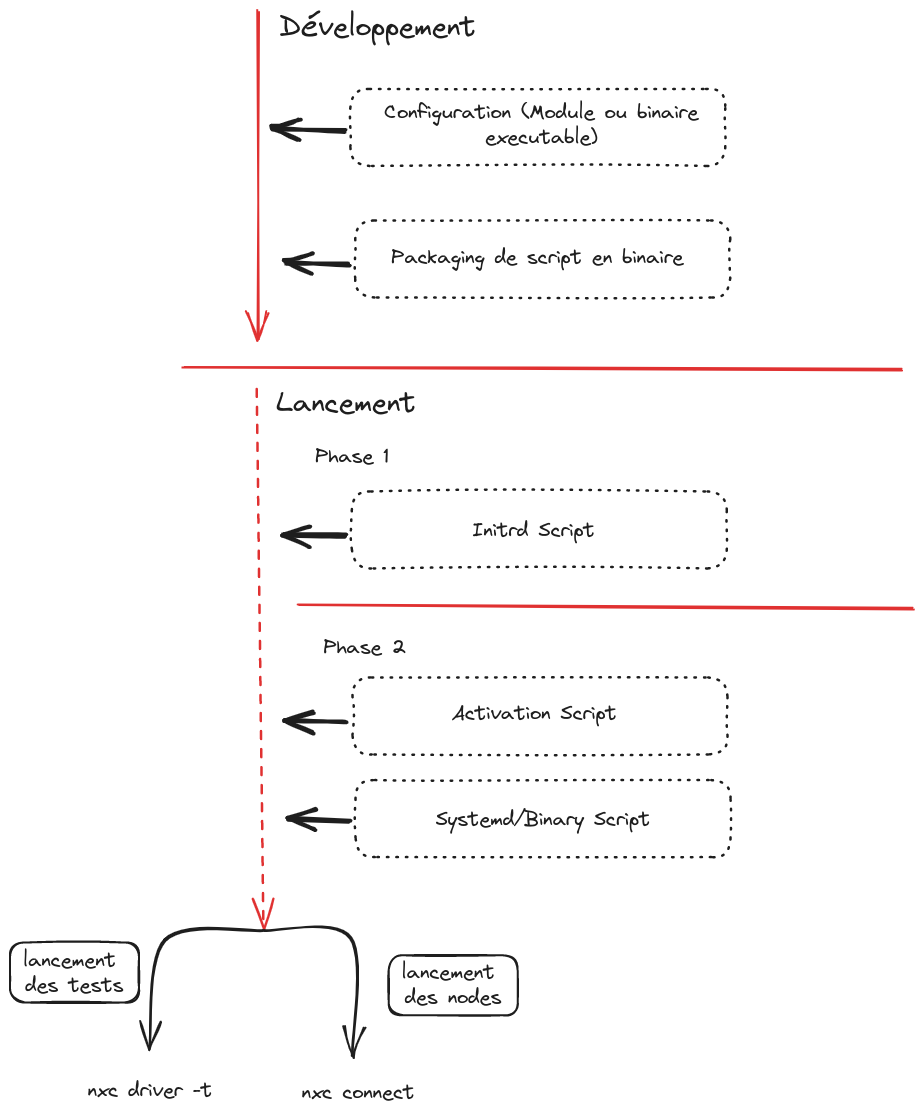 Développement
Configuration (Module ou binaire
executable)
Packaging de script en binaire
Lancement
Phase 1
Initrd Script
Phase 2
Activation Script
Systemd/Binary Script
lancement
des tests
lancement
des nodes
nxc driver -t
nxc connect